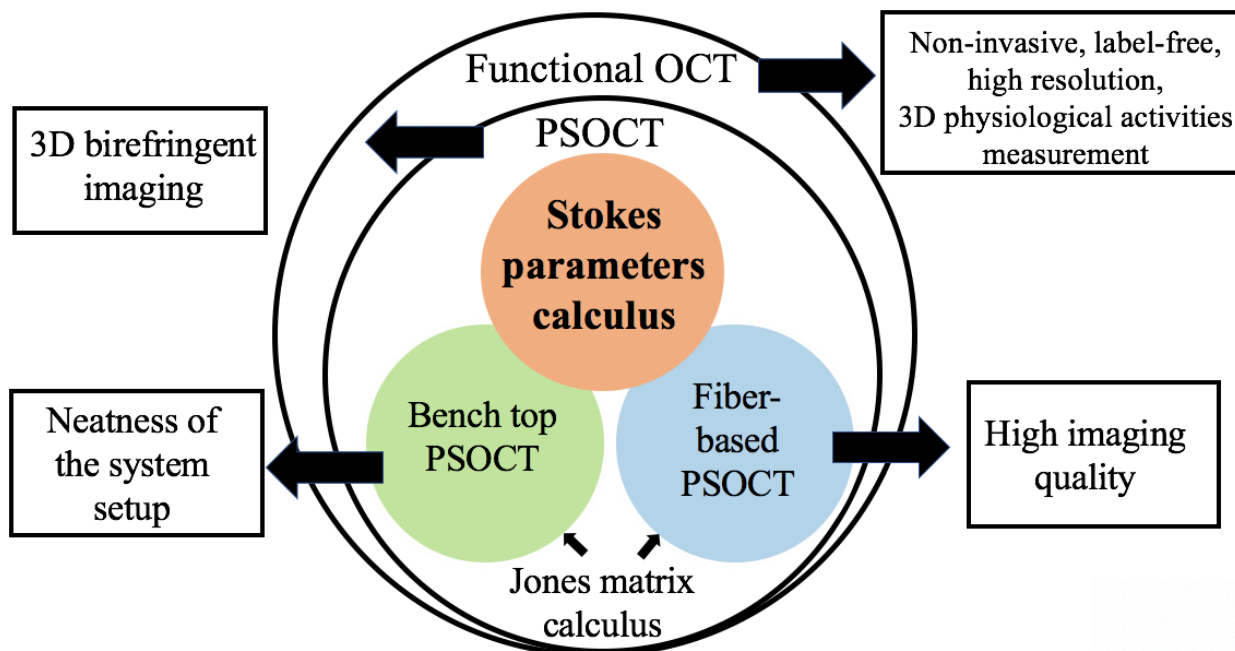 Functional OCT
Non-invasive, label-free,
high resolution,
3D physiological activities
measurement
PSOCT
3D birefringent
imaging
Stokes
parameters
calculus
Bench top
PSOCT
Fiber-
based
PSOCT
Neatness of
the system
setup
High imaging
quality
Jones matrix
calculus